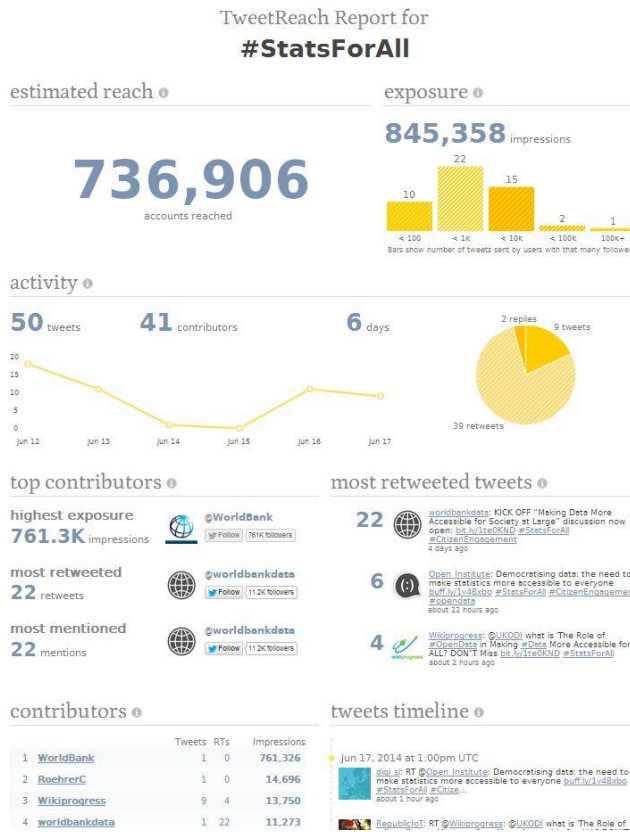 TweetReach Report for
#StatsForAll
estimated reach
736,906
accounts reached
exposure
845,358 impressions
10
22
15
2
1
< 100
< 1k
< 10k
< 100k
100k+
Bars show number of tweets sent by users with that many followe
activity
50 tweets
41 contributors
6 days
20
15
10
5
0
Jun 12
Jun 13
Jun 14
Jun 15
Jun 16
Jun 17
2 replies
9 tweets
39 retweets
top contributors
highest exposure
761.3K impressions
@WorldBank
Follow 761K followers
most retweeted
22 retweets
@worldbankdata
Follow 11.2K followers
most mentioned
22 mentions
@worldbankdata
Follow 11.2K followers
most retweeted tweets
22
worldbankdata: KICK OFF "Making Data More
Accessible for Society at Large" discussion now
open: bit.ly/1te0KND #StatsForAll
#CitizenEngagement
4 days ago
6
Open_Institute: Democratising data: the need to
make statistics more accessible to everyone
buff.ly/1v48xbo #StatsForAll #CitizenEngagemen
#opendata
about 22 hours ago
4
Wikiprogress: @UKODI what is The Role of
#OpenData in Making #Data More Accessible for
ALL? DON'T Miss bit.ly/1te0KND #StatsForAll
about 2 hours ago
contributors
Tweets RTs Impressions
1 WorldBank 1 0 761,326
2 RoehrerC 1 0 14,696
3 Wikiprogress 9 4 13,750
4 worldbankdata 1 22 11,273
tweets timeline
Jun 17, 2014 at 1:00pm UTC
digi_si: RT @Open_Institute: Democratising data: the need to
make statistics more accessible to everyone buff.ly/1v48xbo
#StatsForAll #Citize...
about 1 hour ago
RepublicIoT: RT @Wikiprogress: @UKODI what is The Role of